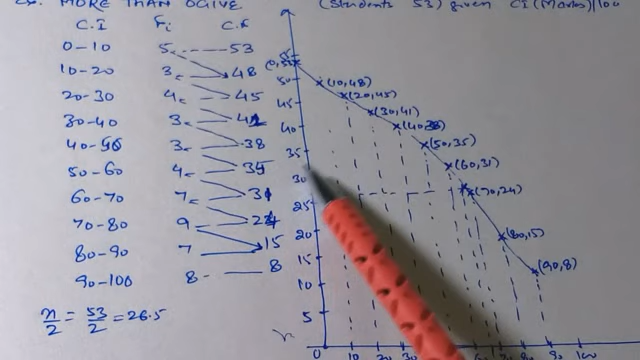 MORE THAN OGIVE (Students 53) given CI(Marks)/100
C.I Fi C.F
0-10 5 53
10-20 3 48
20-30 4 45
30-40 3 41
40-50 3 38
50-60 4 35
60-70 7 31
70-80 9 24
80-90 7 15
90-100 8 8
n/2 = 53/2 = 26.5
55
50
45
40
35
30
25
20
15
10
5
0 10 20 30 100
(10,48)
(20,45)
(30,41)
(40,38)
(50,35)
(60,31)
(70,24)
(80,15)
(90,8)